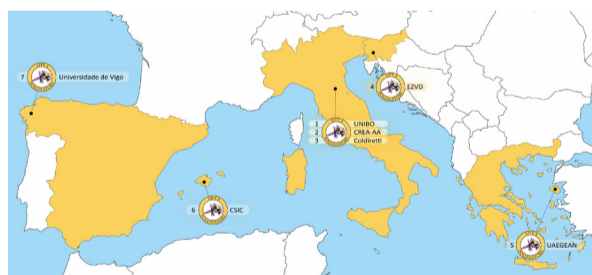 7 Universidade de Vigo
4 EZVD
1 UNIBO
2 CREA-AA
3 Coldiretti
6 CSIC
5 UAEGEAN